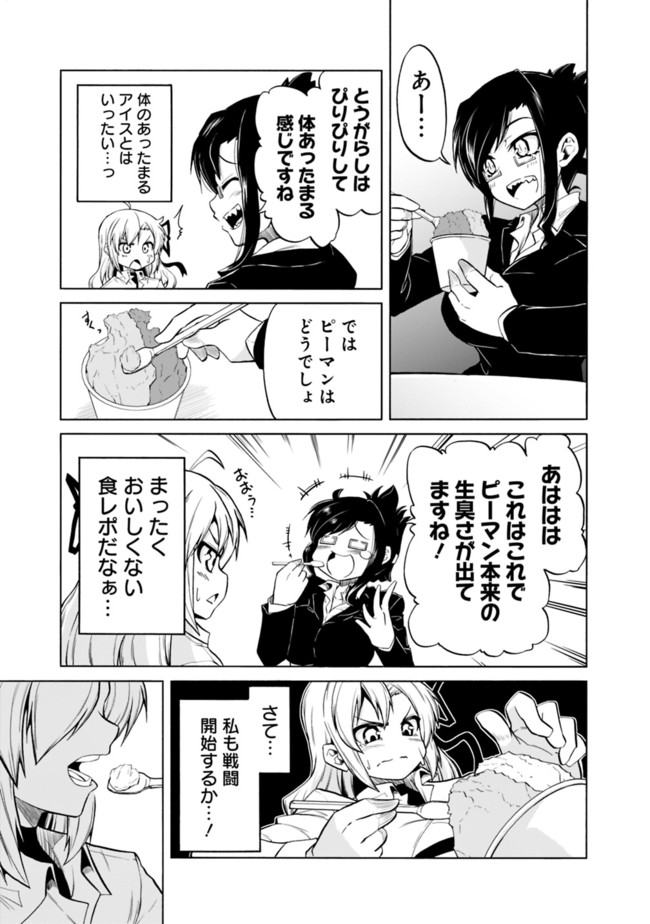 あー…
とうがらしは
ぴりぴりして
体あったまる
感じですね
体のあったまる
アイスとは
いったい…っ
では
ピーマンは
どうでしょ
すくっ
あははは
これはこれで
ピーマン本来の
生臭さが出て
ますね!
おおう…
まったく
おいしくない
食レポだなぁ…
さて…
私も戦闘
開始するか…!